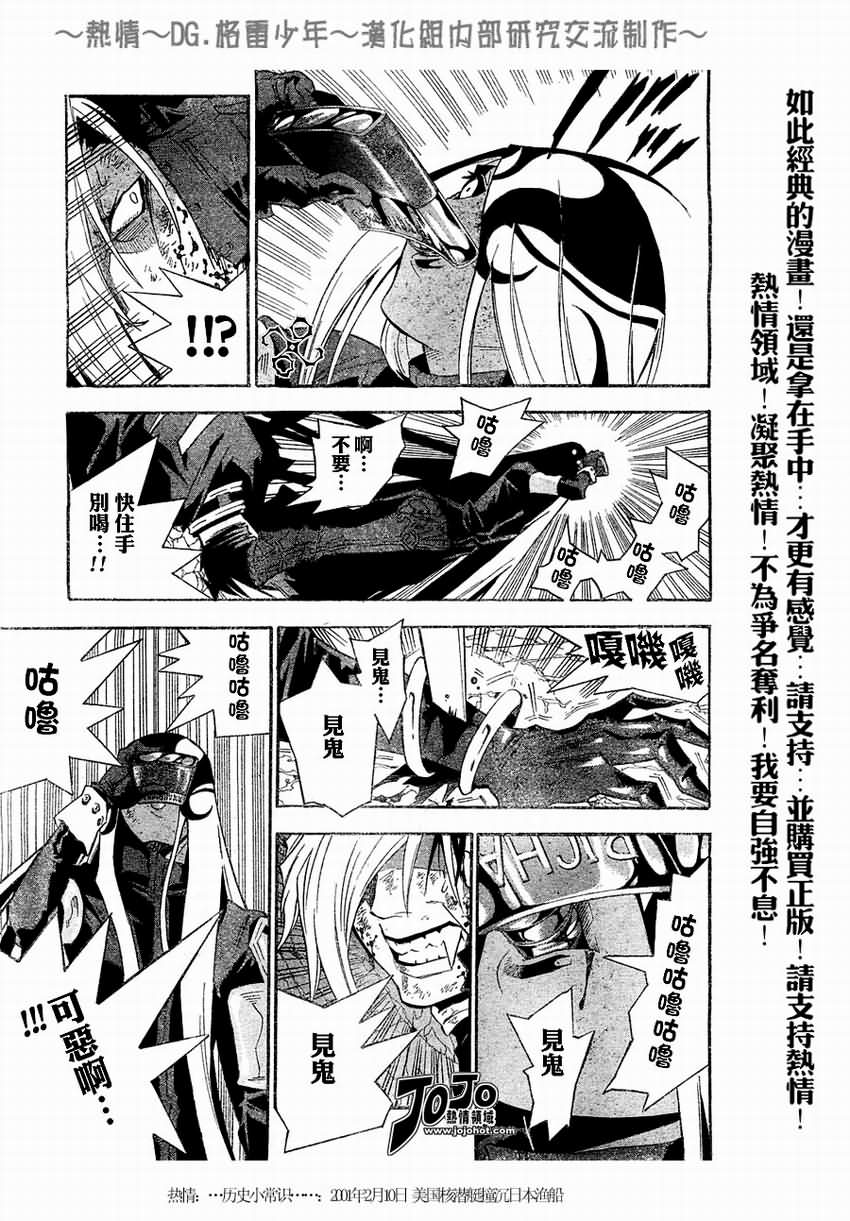 ～熱情～DG.格雷少年～漢化組内部研究交流制作～
如此經典的漫畫！還是拿在手中…才更有感覺…請支持…並購買正版！請支持熱情！
熱情領域！凝聚熱情！不為爭名奪利！我要自強不息！
!!!?
咕嚕
啊…
不要…
咕嚕
咕嚕
咕嚕
快住手
別喝…!!
嘎嘰
嘎嘰
見鬼…
見鬼
咕嚕咕嚕
咕嚕
咕嚕咕嚕咕嚕
RICHA
見鬼
見鬼
可惡啊…
!!!
JOJO
熱情領域
www.jojohot.com
热情：…历史小常识……：2001年2月10日 美国核潜艇撞沉日本渔船